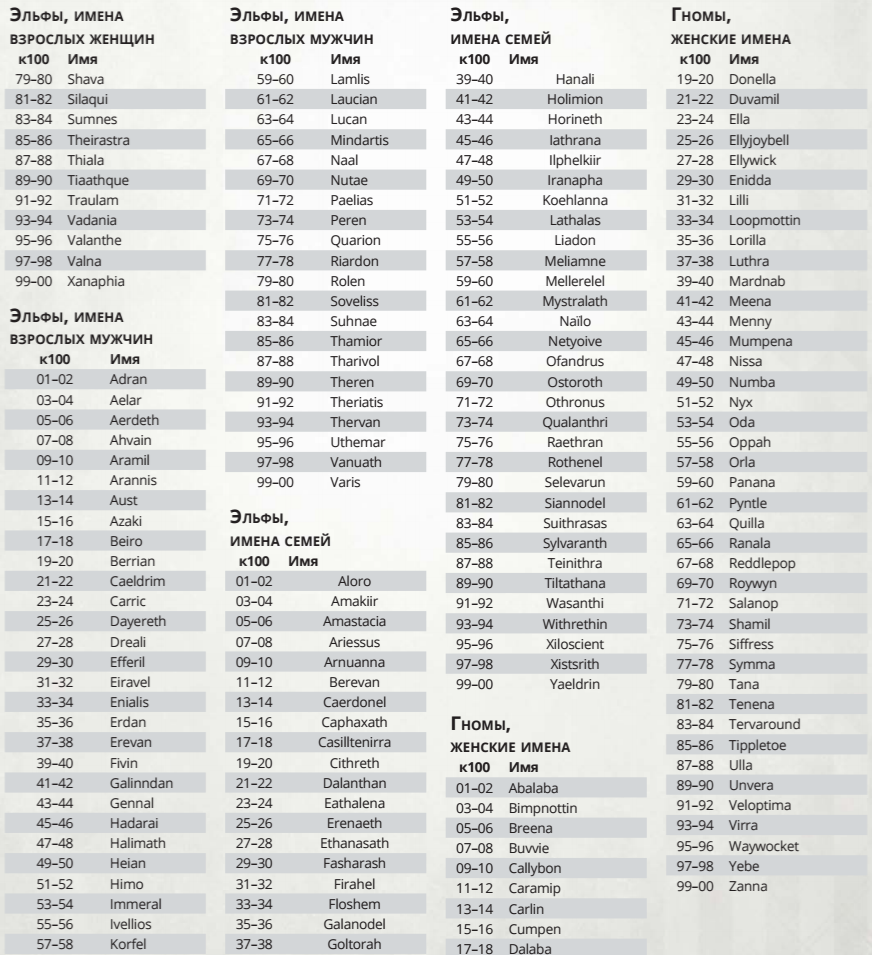 Эльфы, имена
взрослых женщин
к100 Имя
79–80 Shava
81–82 Silaqui
83–84 Sumnes
85–86 Theirastra
87–88 Thiala
89–90 Tiaathque
91–92 Traulam
93–94 Vadania
95–96 Valanthe
97–98 Valna
99–00 Xanaphia
Эльфы, имена
взрослых мужчин
к100 Имя
01–02 Adran
03–04 Aelar
05–06 Aerdeth
07–08 Ahvain
09–10 Aramil
11–12 Arannis
13–14 Aust
15–16 Azaki
17–18 Beiro
19–20 Berrian
21–22 Caeldrim
23–24 Carric
25–26 Dayereth
27–28 Dreali
29–30 Efferil
31–32 Eiravel
33–34 Enialis
35–36 Erdan
37–38 Erevan
39–40 Fivin
41–42 Galinndan
43–44 Gennal
45–46 Hadarai
47–48 Halimath
49–50 Heian
51–52 Himo
53–54 Immeral
55–56 Ivellios
57–58 Korfel
Эльфы, имена
взрослых мужчин
к100 Имя
59–60 Lamlis
61–62 Laucian
63–64 Lucan
65–66 Mindartis
67–68 Naal
69–70 Nutae
71–72 Paelias
73–74 Peren
75–76 Quarion
77–78 Riardon
79–80 Rolen
81–82 Soveliss
83–84 Suhnae
85–86 Thamior
87–88 Tharivol
89–90 Theren
91–92 Theriatis
93–94 Thervan
95–96 Uthemar
97–98 Vanuath
99–00 Varis
Эльфы,
имена семей
к100 Имя
01–02 Aloro
03–04 Amakiir
05–06 Amastacia
07–08 Ariessus
09–10 Arnuanna
11–12 Berevan
13–14 Caerdonel
15–16 Caphaxath
17–18 Casilltenirra
19–20 Cithreth
21–22 Dalanthan
23–24 Eathalena
25–26 Erenaeth
27–28 Ethanasath
29–30 Fasharash
31–32 Firahel
33–34 Floshem
35–36 Galanodel
37–38 Goltorah
Эльфы,
имена семей
к100 Имя
39–40 Hanali
41–42 Holimion
43–44 Horineth
45–46 Iathrana
47–48 Ilphelkiir
49–50 Iranapha
51–52 Koehlanna
53–54 Lathalas
55–56 Liadon
57–58 Meliamne
59–60 Mellerelel
61–62 Mystralath
63–64 Naïlo
65–66 Netyoive
67–68 Ofandrus
69–70 Ostoroth
71–72 Othronus
73–74 Qualanthri
75–76 Raethran
77–78 Rothenel
79–80 Selevarun
81–82 Siannodel
83–84 Suithrasas
85–86 Sylvaranth
87–88 Teinithra
89–90 Tiltathana
91–92 Wasanthi
93–94 Withrethin
95–96 Xiloscient
97–98 Xistsrith
99–00 Yaeldrin
Гномы,
женские имена
к100 Имя
01–02 Abalaba
03–04 Bimpnottin
05–06 Breena
07–08 Buvvie
09–10 Callybon
11–12 Caramip
13–14 Carlin
15–16 Cumpen
17–18 Dalaba
Гномы,
женские имена
к100 Имя
19–20 Donella
21–22 Duvamil
23–24 Ella
25–26 Ellyjoybell
27–28 Ellywick
29–30 Enidda
31–32 Lilli
33–34 Loopmottin
35–36 Lorilla
37–38 Luthra
39–40 Mardnab
41–42 Meena
43–44 Menny
45–46 Mumpena
47–48 Nissa
49–50 Numba
51–52 Nyx
53–54 Oda
55–56 Oppah
57–58 Orla
59–60 Panana
61–62 Pyntle
63–64 Quilla
65–66 Ranala
67–68 Reddlepop
69–70 Roywyn
71–72 Salanop
73–74 Shamil
75–76 Siffress
77–78 Symma
79–80 Tana
81–82 Tenena
83–84 Tervaround
85–86 Tippletoe
87–88 Ulla
89–90 Unvera
91–92 Veloptima
93–94 Virra
95–96 Waywocket
97–98 Yebe
99–00 Zanna